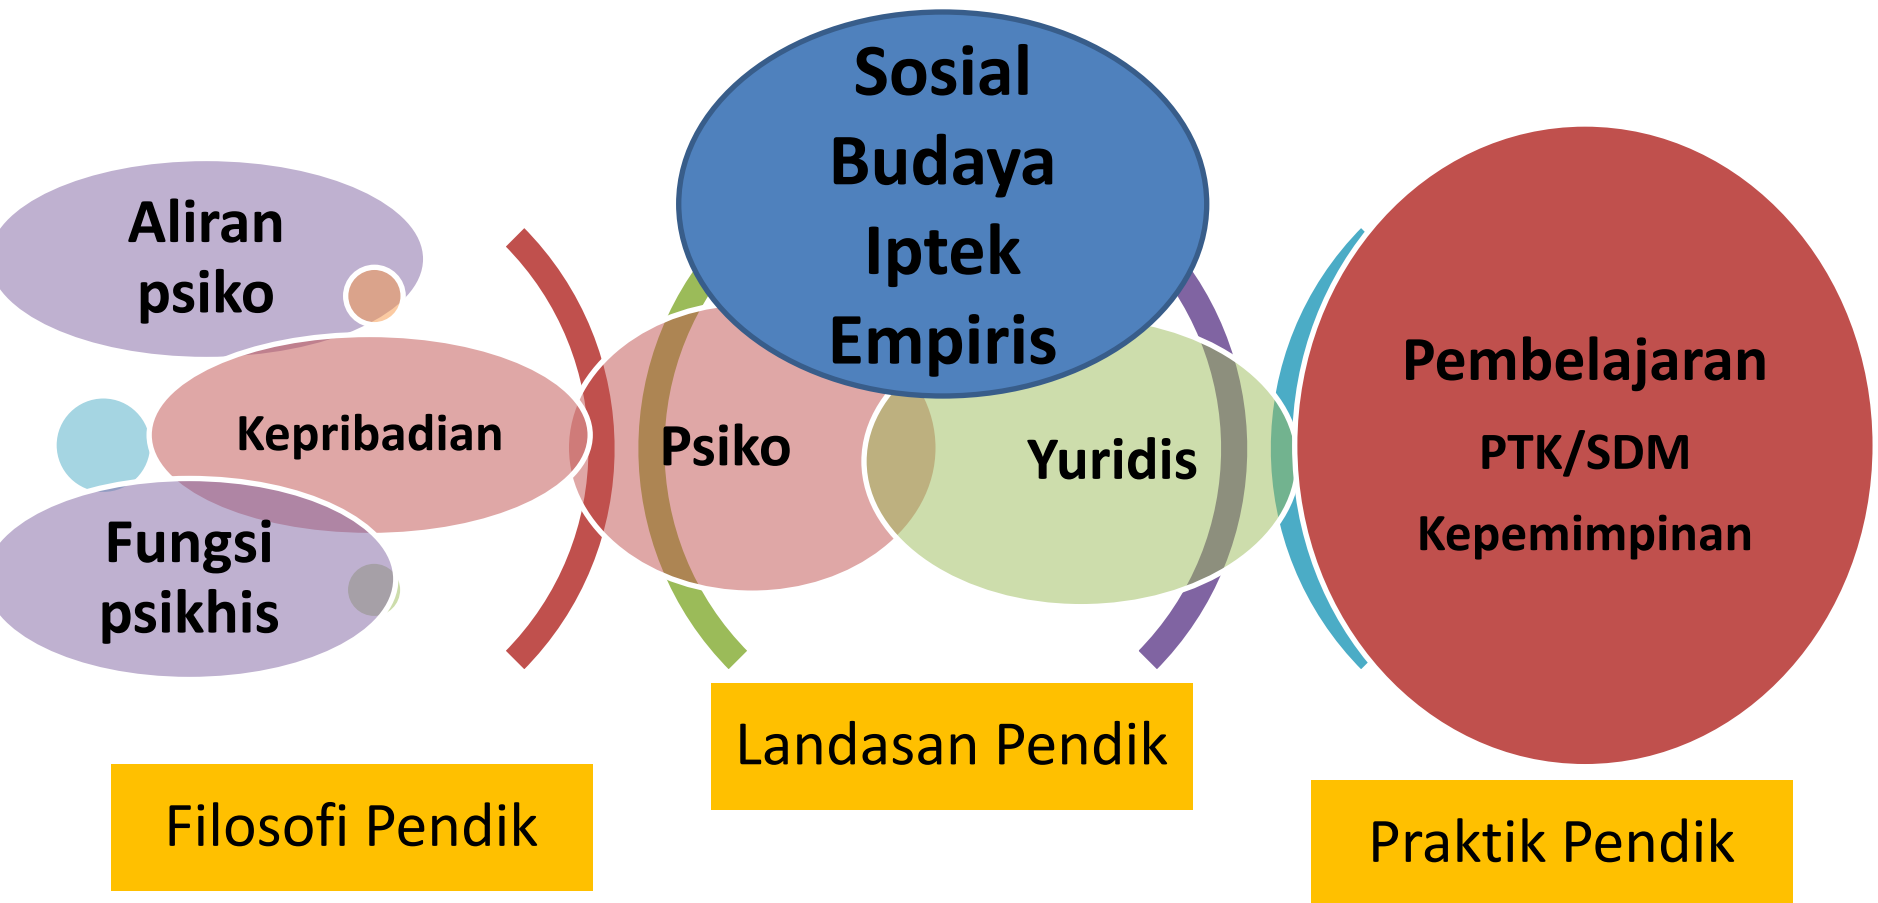 Aliran
psiko
Kepribadian
Fungsi
psikhis
Filosofi Pendik
Sosial
Budaya
Iptek
Empiris
Psiko
Yuridis
Landasan Pendik
Pembelajaran
PTK/SDM
Kepemimpinan
Praktik Pendik